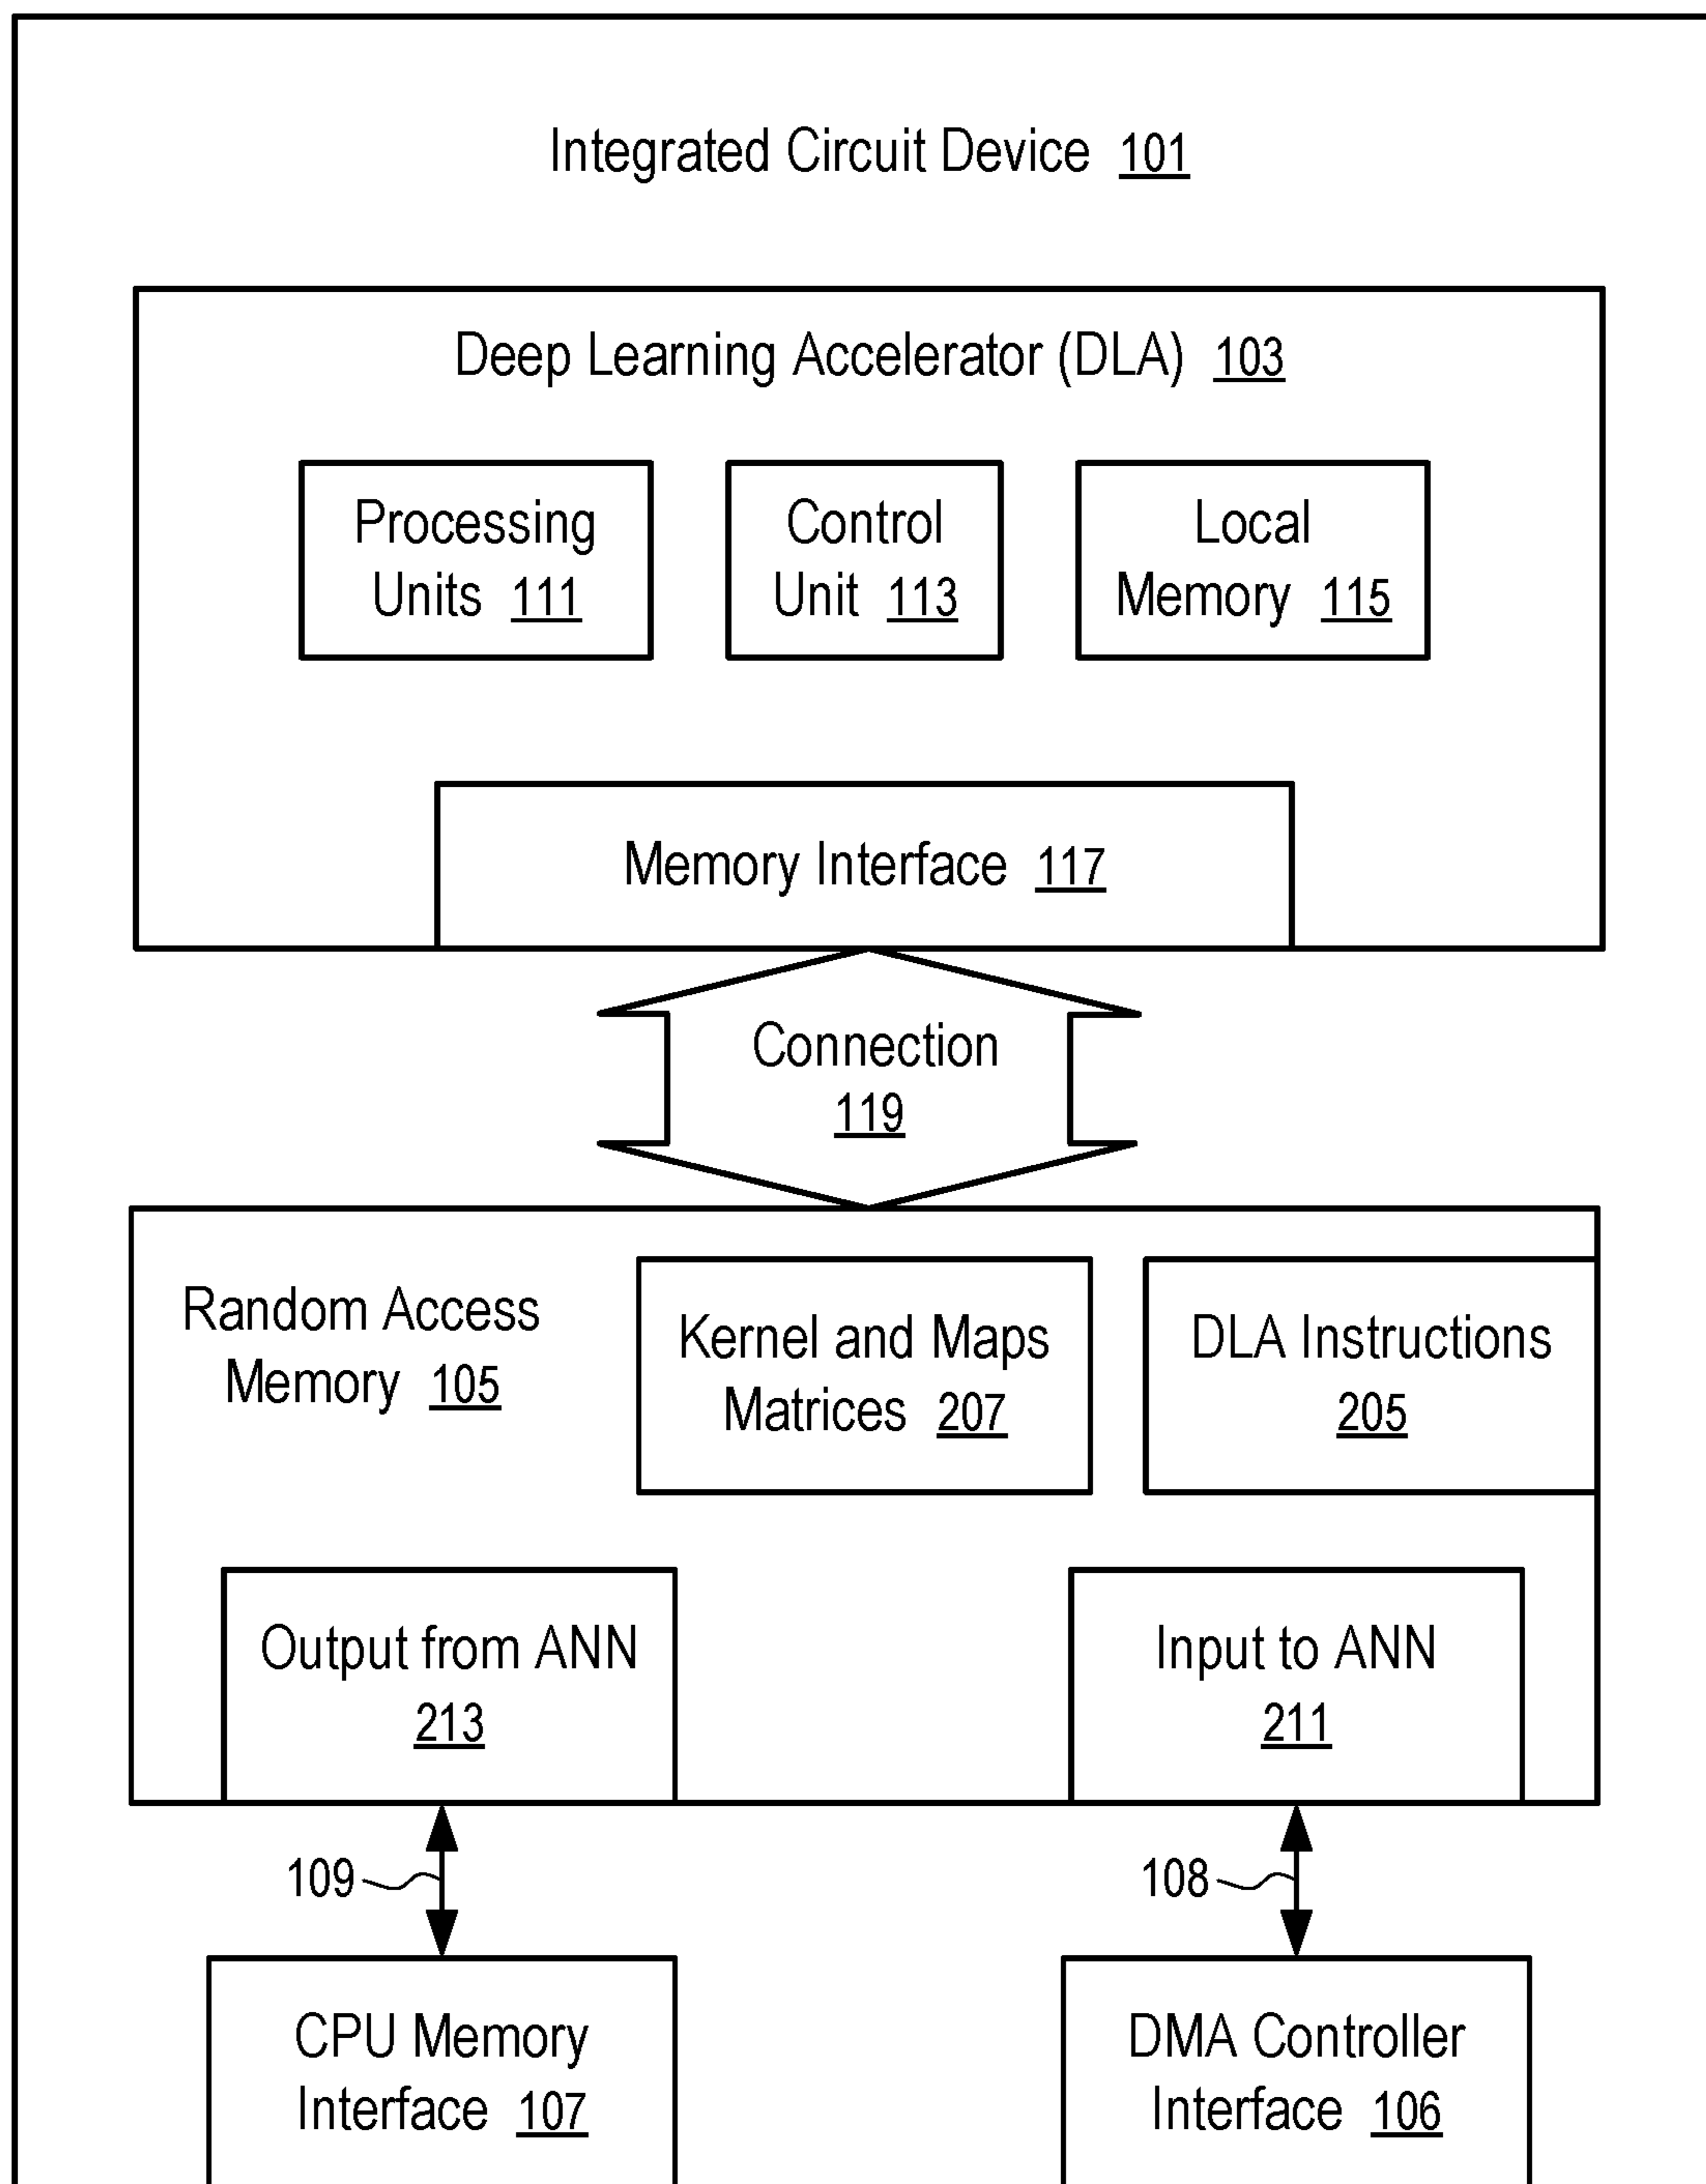 Integrated Circuit Device 101
Deep Learning Accelerator (DLA) 103
Processing
Units 111
Control
Unit 113
Local
Memory 115
Memory Interface 117
Connection
119
Random Access
Memory 105
Kernel and Maps
Matrices 207
DLA Instructions
205
Output from ANN
213
Input to ANN
211
109
108
CPU Memory
Interface 107
DMA Controller
Interface 106